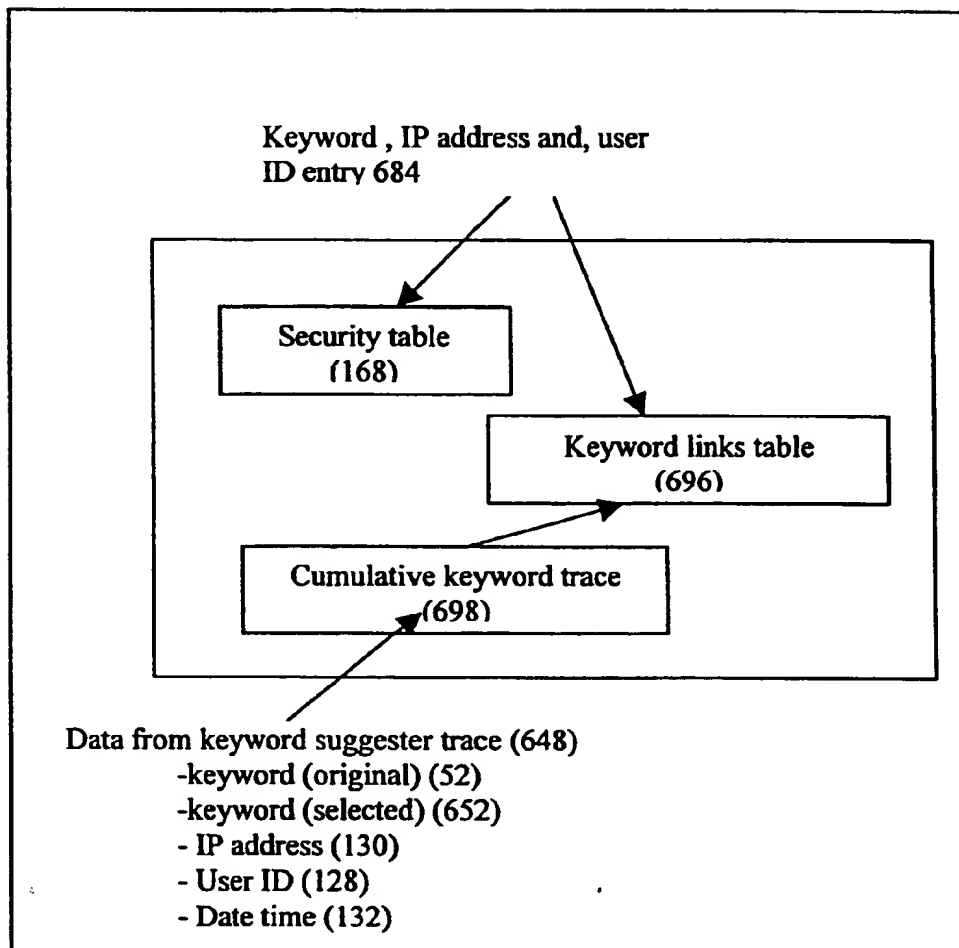 Keyword , IP address and, user
ID entry 684
Security table
(168)
Keyword links table
(696)
Cumulative keyword trace
(698)
Data from keyword suggester trace (648)
-keyword (original) (52)
-keyword (selected) (652)
- IP address (130)
- User ID (128)
- Date time (132)